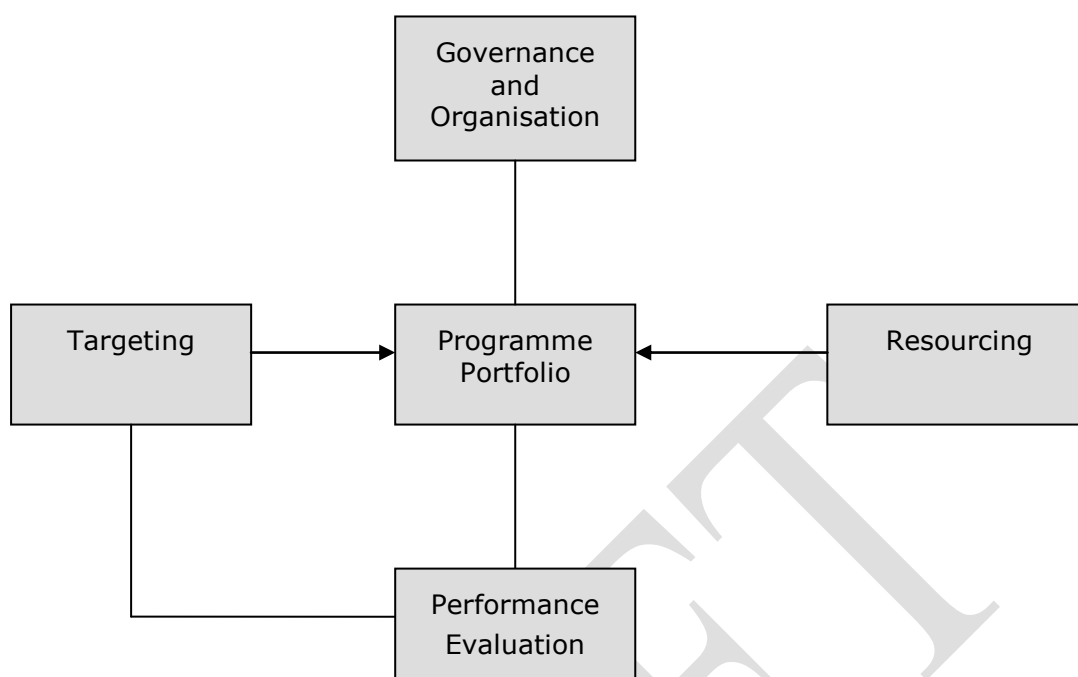 Governance
and
Organisation
Targeting
Programme
Portfolio
Resourcing
Performance
Evaluation